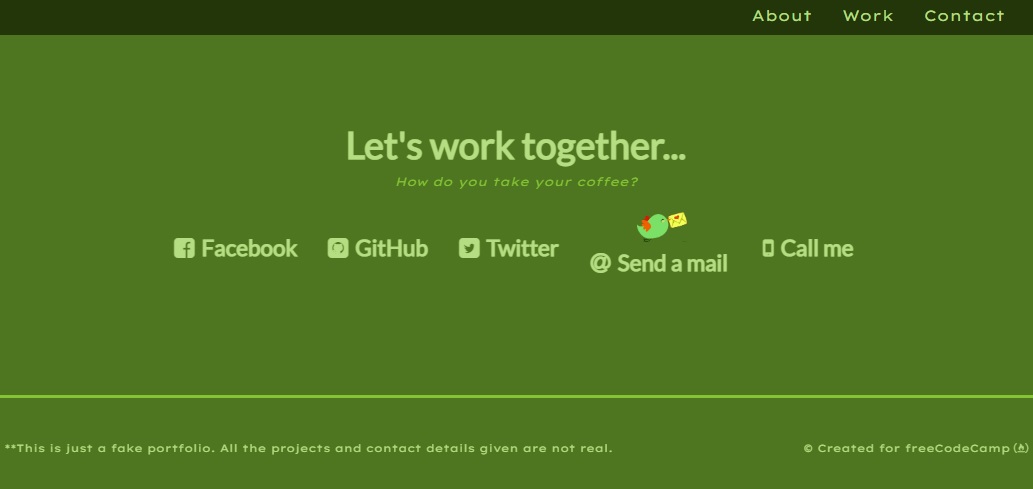 About Work Contact
Let's work together...
How do you take your coffee?
Facebook GitHub Twitter @ Send a mail Call me
**This is just a fake portfolio. All the projects and contact details given are not real.
© Created for freeCodeCamp